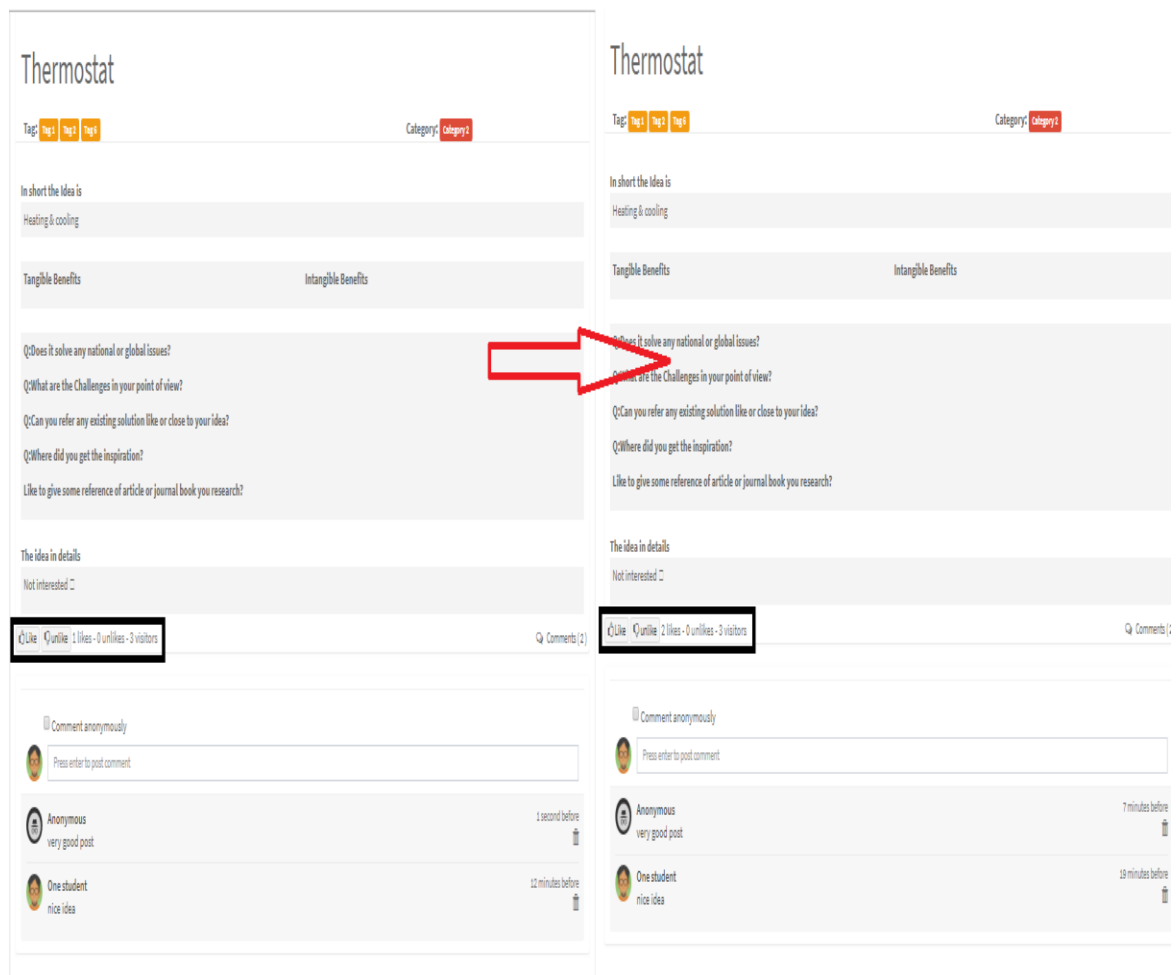 Thermostat
Tag: Tag 1 Tag 2 Tag 6 Category: Category 2
In short the Idea is
Heating & cooling
Tangible Benefits Intangible Benefits
Q:Does it solve any national or global issues?
Q:What are the Challenges in your point of view?
Q:Can you refer any existing solution like or close to your idea?
Q:Where did you get the inspiration?
Like to give some reference of article or journal book you research?
The idea in details
Not interested
Like unlike 1 likes - 0 unlikes - 3 visitors Comments ( 2 )
Comment anonymously
Press enter to post comment
Anonymous 1 second before
very good post
One student 12 minutes before
nice idea
Thermostat
Tag: Tag 1 Tag 2 Tag 6 Category: Category 2
In short the Idea is
Heating & cooling
Tangible Benefits Intangible Benefits
Q:Does it solve any national or global issues?
Q:What are the Challenges in your point of view?
Q:Can you refer any existing solution like or close to your idea?
Q:Where did you get the inspiration?
Like to give some reference of article or journal book you research?
The idea in details
Not interested
Like unlike 2 likes - 0 unlikes - 3 visitors Comments ( 2
Comment anonymously
Press enter to post comment
Anonymous 7 minutes before
very good post
One student 19 minutes before
nice idea